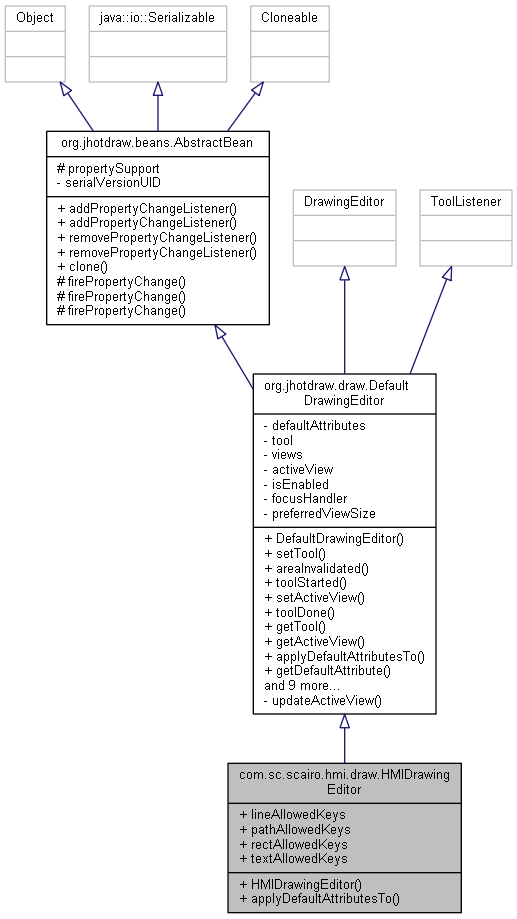 Object
java::io::Serializable
Cloneable
org.jhotdraw.beans.AbstractBean
# propertySupport
- serialVersionUID
+ addPropertyChangeListener()
+ addPropertyChangeListener()
+ removePropertyChangeListener()
+ removePropertyChangeListener()
+ clone()
# firePropertyChange()
# firePropertyChange()
# firePropertyChange()
DrawingEditor
ToolListener
org.jhotdraw.draw.Default
DrawingEditor
- defaultAttributes
- tool
- views
- activeView
- isEnabled
- focusHandler
- preferredViewSize
+ DefaultDrawingEditor()
+ setTool()
+ areaInvalidated()
+ toolStarted()
+ setActiveView()
+ toolDone()
+ getTool()
+ getActiveView()
+ applyDefaultAttributesTo()
+ getDefaultAttribute()
and 9 more...
- updateActiveView()
com.sc.scairo.hmi.draw.HMIDrawing
Editor
+ lineAllowedKeys
+ pathAllowedKeys
+ rectAllowedKeys
+ textAllowedKeys
+ HMIDrawingEditor()
+ applyDefaultAttributesTo()